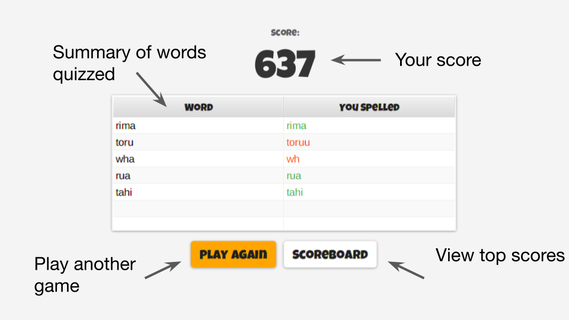 SCORE:
637
Summary of words
quizzed
Your score
WORD YOU SPELLED
rima rima
toru toruu
wha wh
rua rua
tahi tahi
PLAY AGAIN SCOREBOARD
Play another
game
View top scores